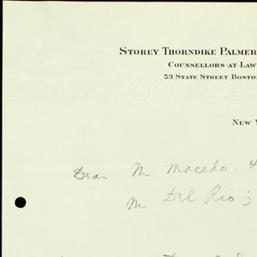 STOREY THORNDIKE PALMER
COUNSELLORS-AT-LAW
53 STATE STREET BOSTON
NEW Y
Dear Mr Macedo.
Mr Del Rio;